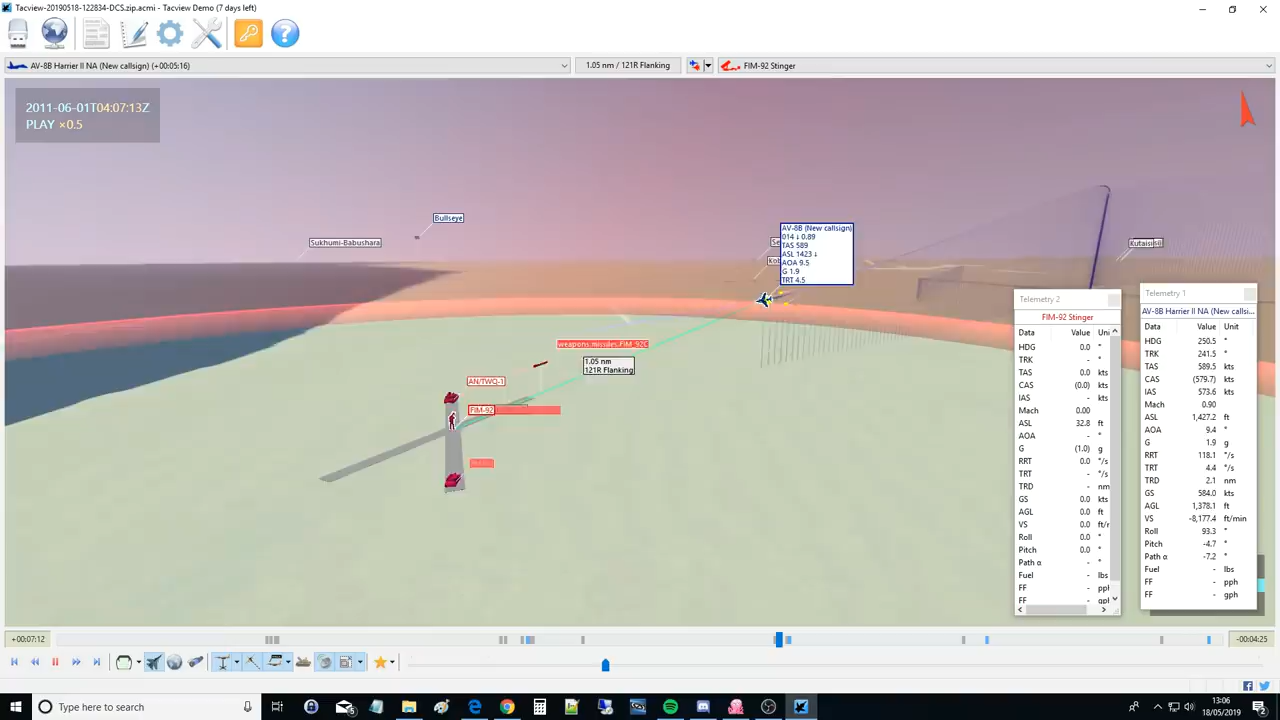 Tacview-20190518-122834-DCS.zip.acmi - Tacview Demo (7 days left)
AV-8B Harrier II NA (New callsign) (+00:05:16)
1.05 nm / 121R Flanking
FIM-92 Stinger
2011-06-01T04:07:13Z
PLAY ×0.5
Bullseye
Sukhumi-Babushara
Kutaisi
AV-8B (New callsign)
014 ↓ 0.89
TAS 589
ASL 1423 ↓
AOA 9.5
G 1.9
TRT 4.5
weapons.missiles.FIM_92C
1.05 nm
121R Flanking
AN/TWQ-1
FIM-92
Telemetry 2
FIM-92 Stinger
Data Value Uni
HDG 0.0 °
TRK - °
TAS 0.0 kts
CAS (0.0) kts
IAS - kts
Mach 0.00
ASL 32.8 ft
AOA - °
G (1.0) g
RRT 0.0 °/s
TRT - °/s
TRD - nm
GS 0.0 kts
AGL 0.0 ft
VS 0.0 ft/r
Roll 0.0 °
Pitch 0.0 °
Path α - °
Fuel - lbs
FF - pph
FF - gph
Telemetry 1
AV-8B Harrier II NA (New callsi...
Data Value Unit
HDG 250.5 °
TRK 241.5 °
TAS 589.5 kts
CAS (579.7) kts
IAS 573.6 kts
Mach 0.90
ASL 1,427.2 ft
AOA 9.4 °
G 1.9 g
RRT 118.1 °/s
TRT 4.4 °/s
TRD 2.1 nm
GS 584.0 kts
AGL 1,378.1 ft
VS -8,177.4 ft/min
Roll 93.3 °
Pitch -4.7 °
Path α -7.2 °
Fuel - lbs
FF - pph
FF - gph
+00:07:12
-00:04:25
Type here to search
13:06
18/05/2019